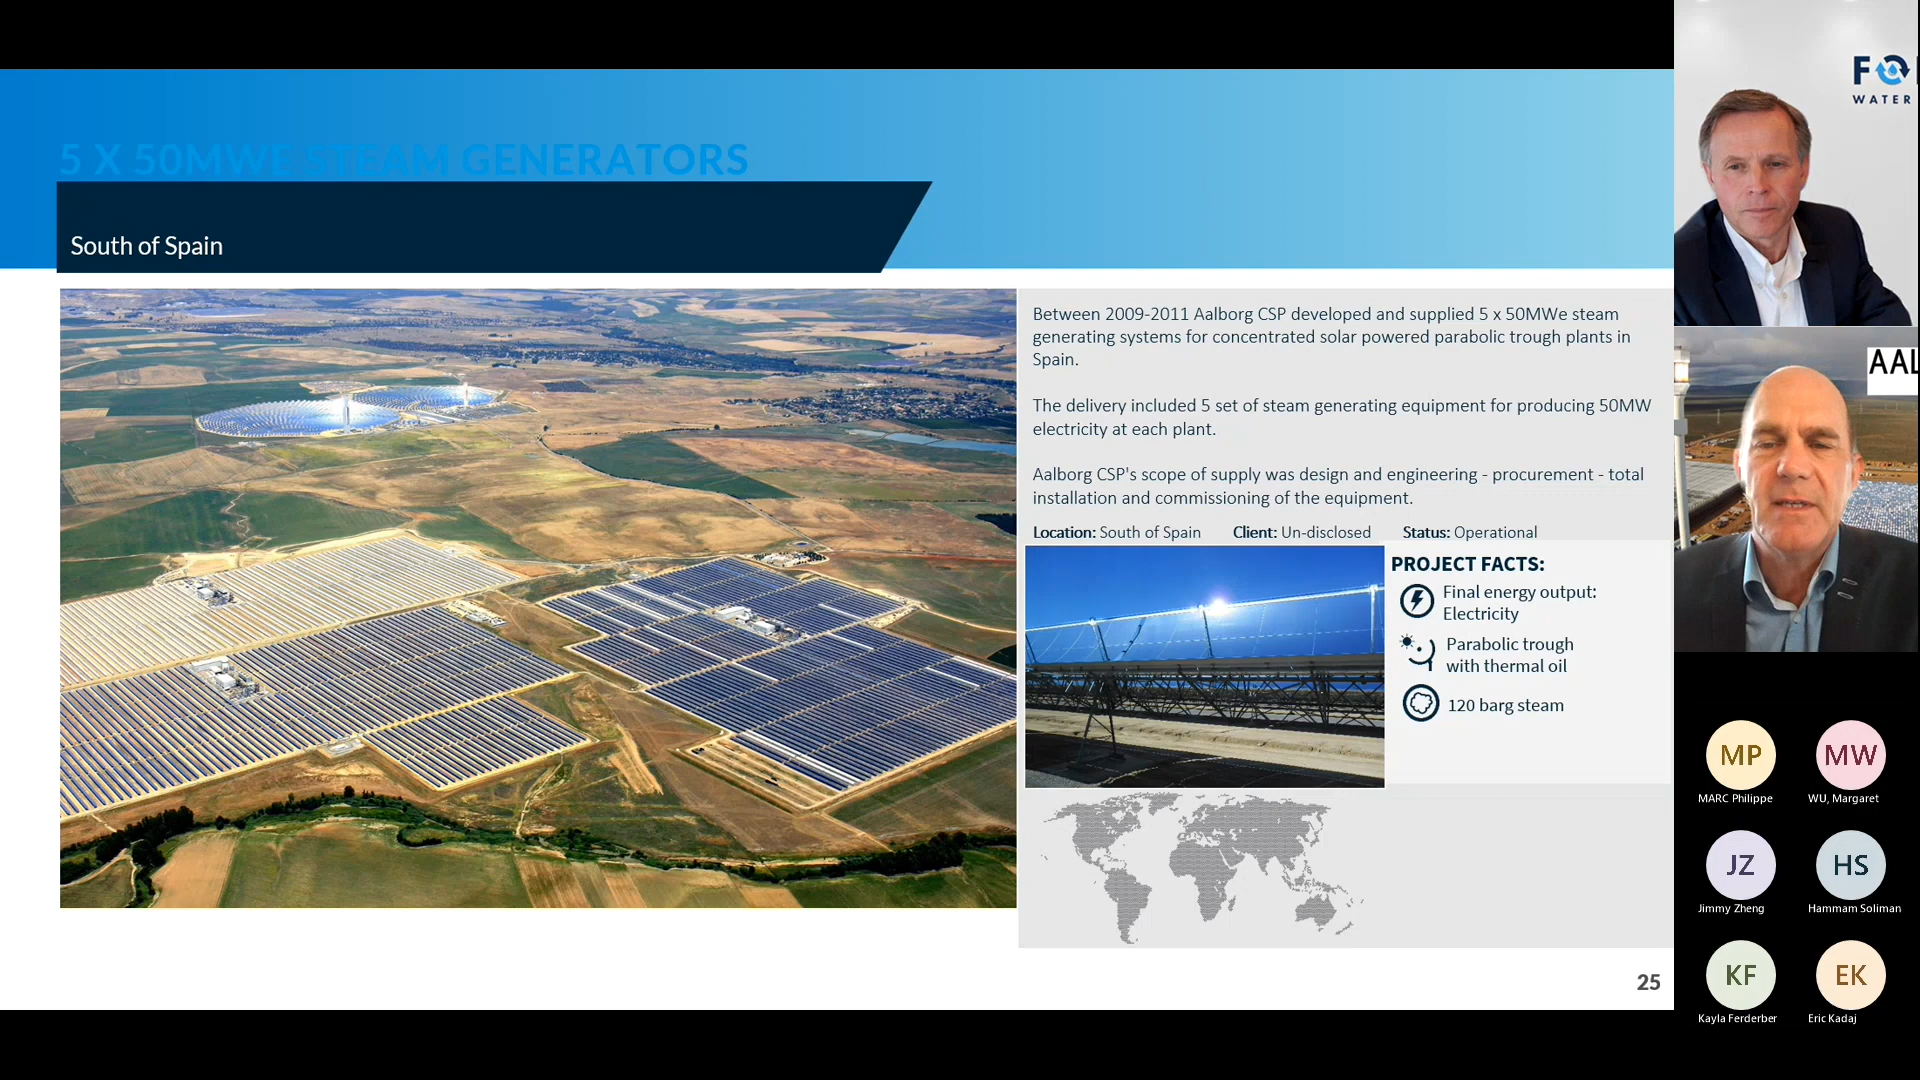 5 X 50MWE STEAM GENERATORS
South of Spain
Between 2009-2011 Aalborg CSP developed and supplied 5 x 50MWe steam
generating systems for concentrated solar powered parabolic trough plants in
Spain.
The delivery included 5 set of steam generating equipment for producing 50MW
electricity at each plant.
Aalborg CSP's scope of supply was design and engineering - procurement - total
installation and commissioning of the equipment.
Location: South of Spain Client: Un-disclosed Status: Operational
PROJECT FACTS:
Final energy output:
Electricity
Parabolic trough
with thermal oil
120 barg steam
25
WATER
AAL
MP
MARC Philippe
MW
WU, Margaret
JZ
Jimmy Zheng
HS
Hammam Soliman
KF
Kayla Ferderber
EK
Eric Kadaj